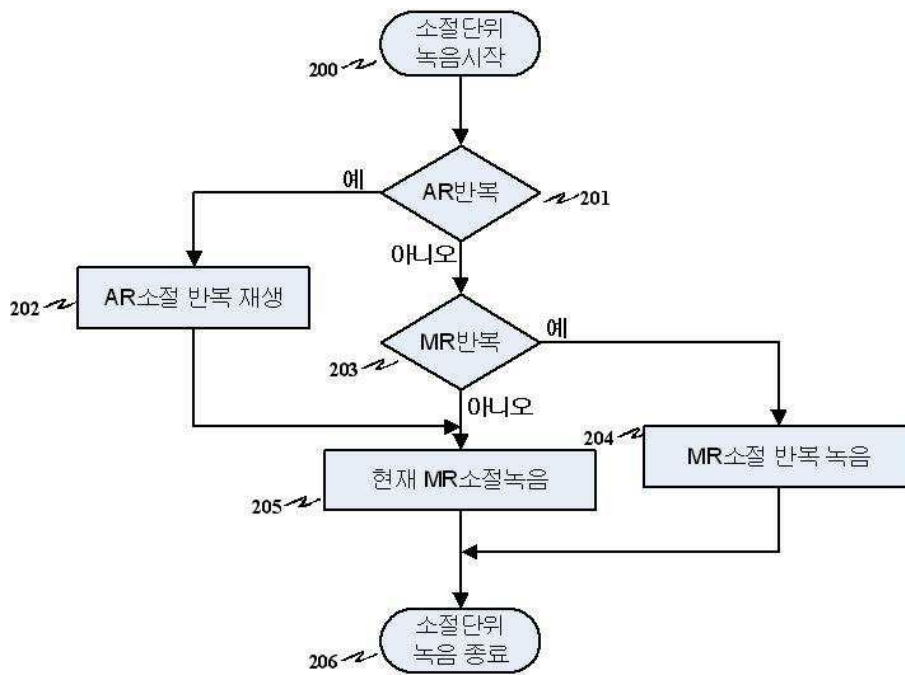 소절단위
녹음시작
200
AR반복
201
예
아니오
AR소절 반복 재생
202
MR반복
203
예
아니오
204
MR소절 반복 녹음
현재 MR소절녹음
205
소절단위
녹음 종료
206